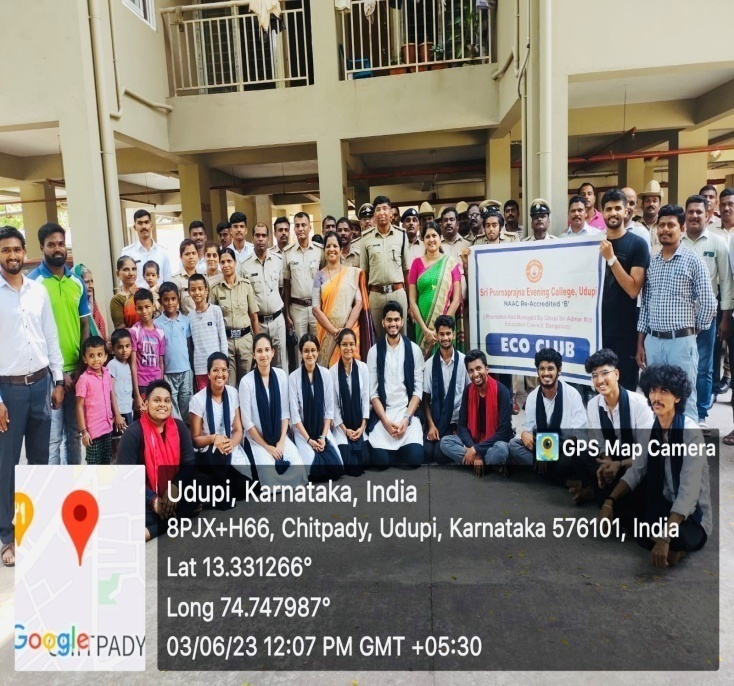 Sri Poornaprajna Evening College, Udup
NAAC Re-Accredited 'B'
ECO CLUB
GPS Map Camera
Udupi, Karnataka, India
8PJX+H66, Chitpady, Udupi, Karnataka 576101, India
Lat 13.331266°
Long 74.747987°
03/06/23 12:07 PM GMT +05:30
Google
CHITPADY